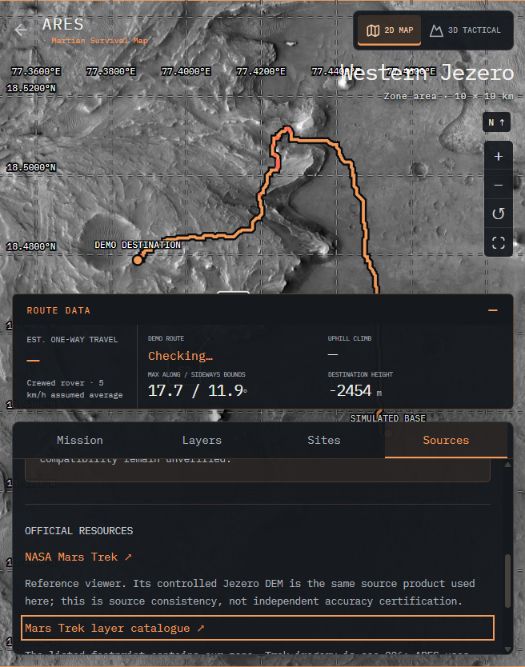 ARES
Martian Survival Map
2D MAP
3D TACTICAL
77.3600°E 77.3800°E 77.4000°E 77.4200°E
Western Jezero
18.5200°N
Zone area · 10 × 10 km
N ↑
+
−
18.5000°N
18.4800°N
DEMO DESTINATION
ROUTE DATA
EST. ONE-WAY TRAVEL
—
Crewed rover · 5
km/h assumed average
DEMO ROUTE
Checking…
UPHILL CLIMB
—
MAX ALONG / SIDEWAYS BOUNDS
17.7 / 11.9°
DESTINATION HEIGHT
-2454 m
SIMULATED BASE
Mission Layers Sites Sources
compatibility remain unverified.
OFFICIAL RESOURCES
NASA Mars Trek ↗
Reference viewer. Its controlled Jezero DEM is the same source product used
here; this is source consistency, not independent accuracy certification.
Mars Trek layer catalogue ↗